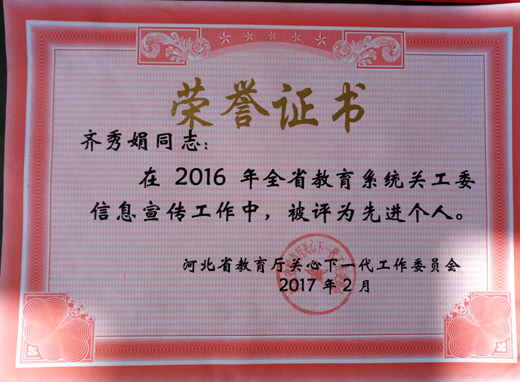 荣誉证书
齐秀娟同志：
在 2016 年全省教育系统关工委
信息宣传工作中，被评为先进个人。
河北省教育厅关心下一代工作委员会
2017 年 2 月